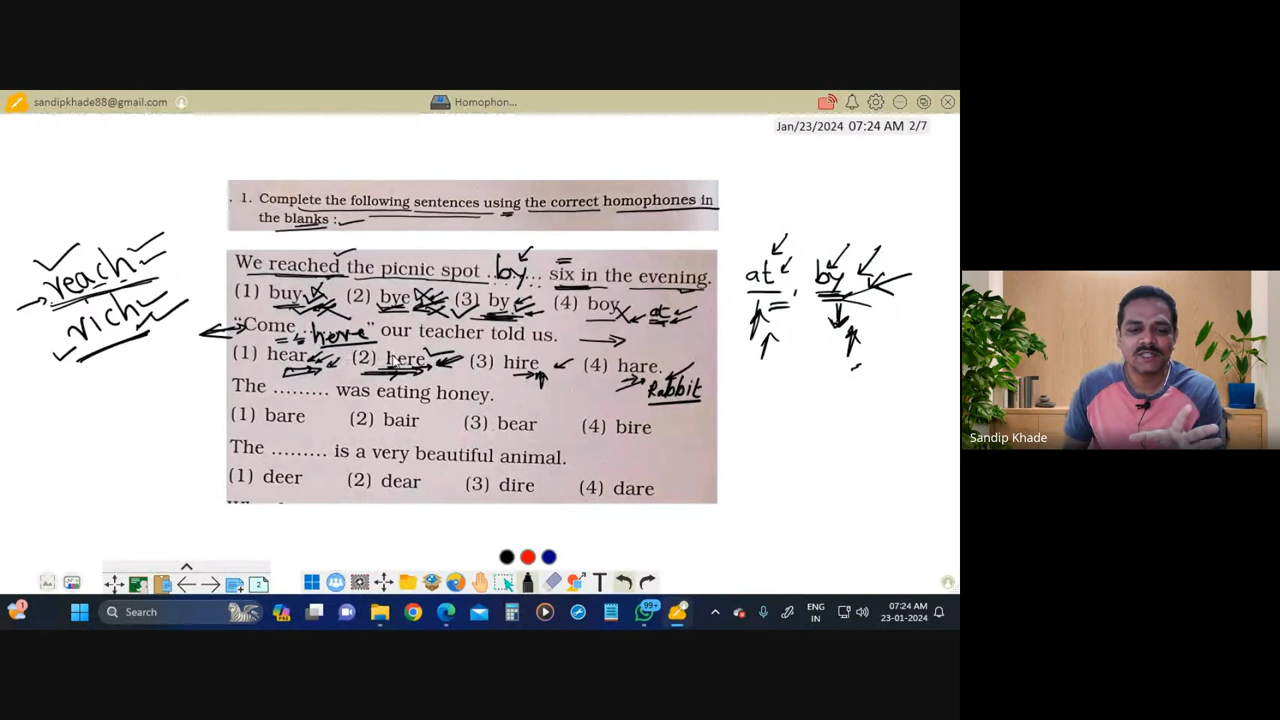 sandipkhade88@gmail.com
Homophon...
Jan/23/2024 07:24 AM 2/7
1. Complete the following sentences using the correct homophones in
the blanks :
We reached the picnic spot ...by... six in the evening.
(1) buy (2) bye (3) by (4) boy at
"Come ...here" our teacher told us.
(1) hear (2) here (3) hire (4) hare.
Rabbit
The ......... was eating honey.
(1) bare (2) bair (3) bear (4) bire
The ......... is a very beautiful animal.
(1) deer (2) dear (3) dire (4) dare
reach
rich
at , by
Sandip Khade
2
T
1
Search
99+
ENG
IN
07:24 AM
23-01-2024